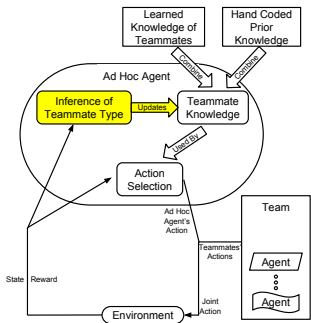 Learned
Knowledge of
Teammates
Hand Coded
Prior
Knowledge
Combine
Combine
Ad Hoc Agent
Inference of
Teammate Type
Updates
Teammate
Knowledge
Used By
Action
Selection
Ad Hoc
Agent's
Action
Team
Teammates'
Actions
Agent
Agent
State
Reward
Joint
Action
Environment